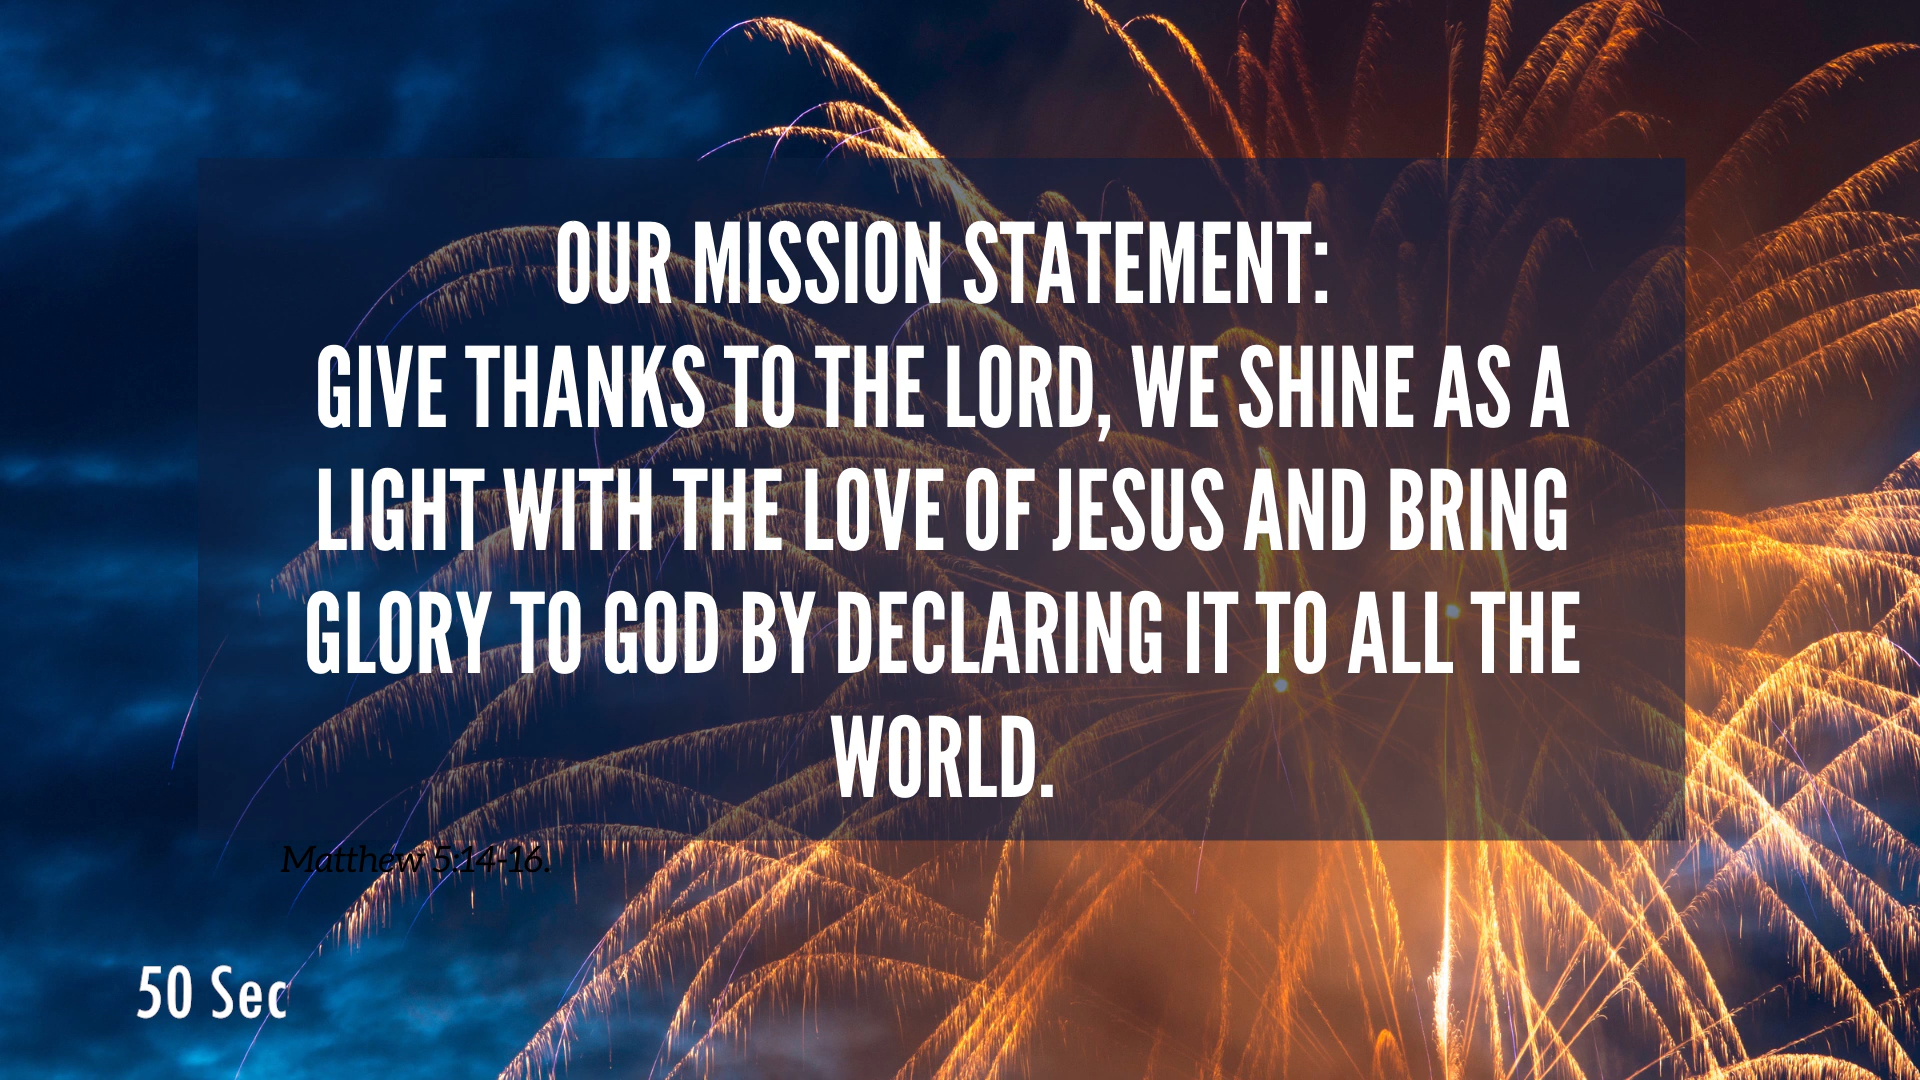 OUR MISSION STATEMENT:
GIVE THANKS TO THE LORD, WE SHINE AS A
LIGHT WITH THE LOVE OF JESUS AND BRING
GLORY TO GOD BY DECLARING IT TO ALL THE
WORLD.
Matthew 5:14-16.
50 Sec